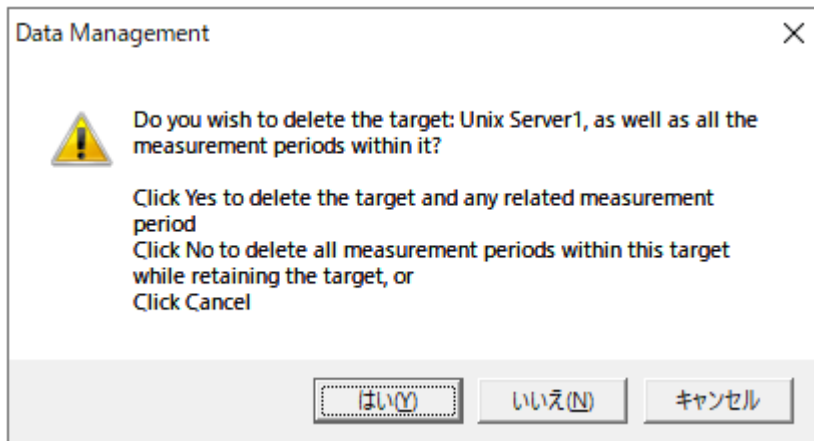 Data Management
Do you wish to delete the target: Unix Server1, as well as all the
measurement periods within it?
Click Yes to delete the target and any related measurement
period
Click No to delete all measurement periods within this target
while retaining the target, or
Click Cancel
はい(Y)
いいえ(N)
キャンセル